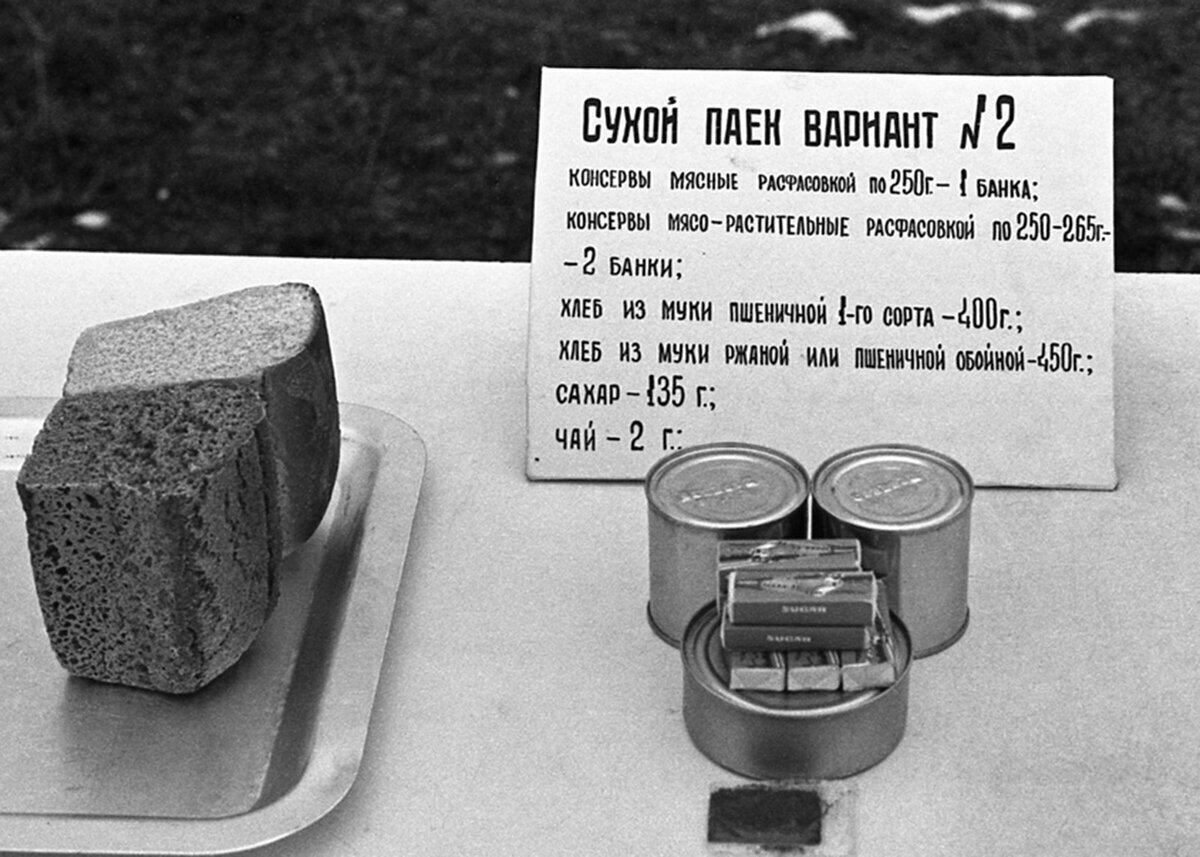 Сухой паек вариант №2
консервы мясные расфасовкой по 250г.– 1 банка;
консервы мясо-растительные расфасовкой по 250-265г.-
–2 банки;
хлеб из муки пшеничной 1-го сорта –400г.;
хлеб из муки ржаной или пшеничной обойной–450г.;
сахар – 135 г.;
чай – 2 г.:
SUGAR
SUGAR